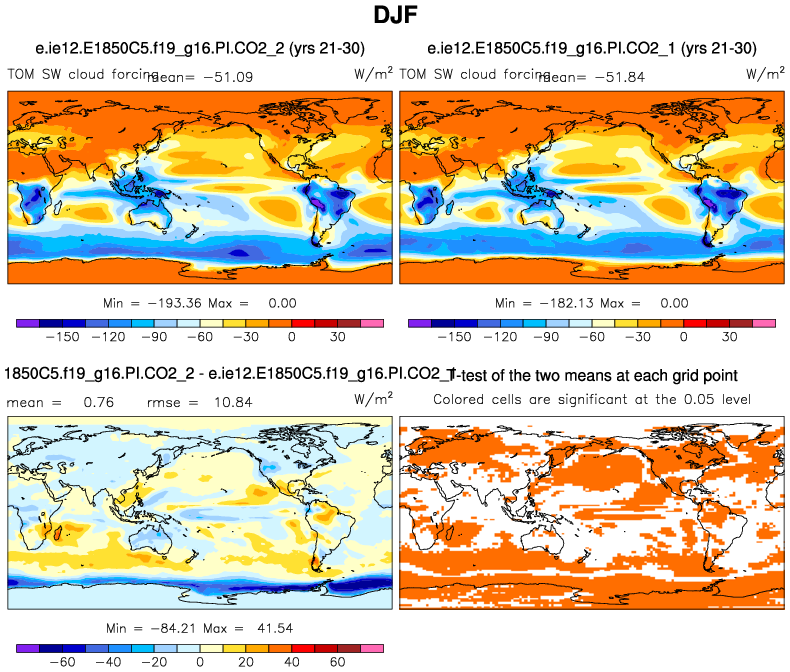 DJF
e.ie12.E1850C5.f19_g16.PI.CO2_2 (yrs 21-30)
e.ie12.E1850C5.f19_g16.PI.CO2_1 (yrs 21-30)
TOM SW cloud forcing mean= −51.09 W/m²
TOM SW cloud forcing mean= −51.84 W/m²
Min = −193.36 Max = 0.00
Min = −182.13 Max = 0.00
−150 −120 −90 −60 −30 0 30
−150 −120 −90 −60 −30 0 30
1850C5.f19_g16.PI.CO2_2 - e.ie12.E1850C5.f19_g16.PI.CO2_1
T-test of the two means at each grid point
mean = 0.76 rmse = 10.84 W/m²
Colored cells are significant at the 0.05 level
Min = −84.21 Max = 41.54
−60 −40 −20 0 20 40 60